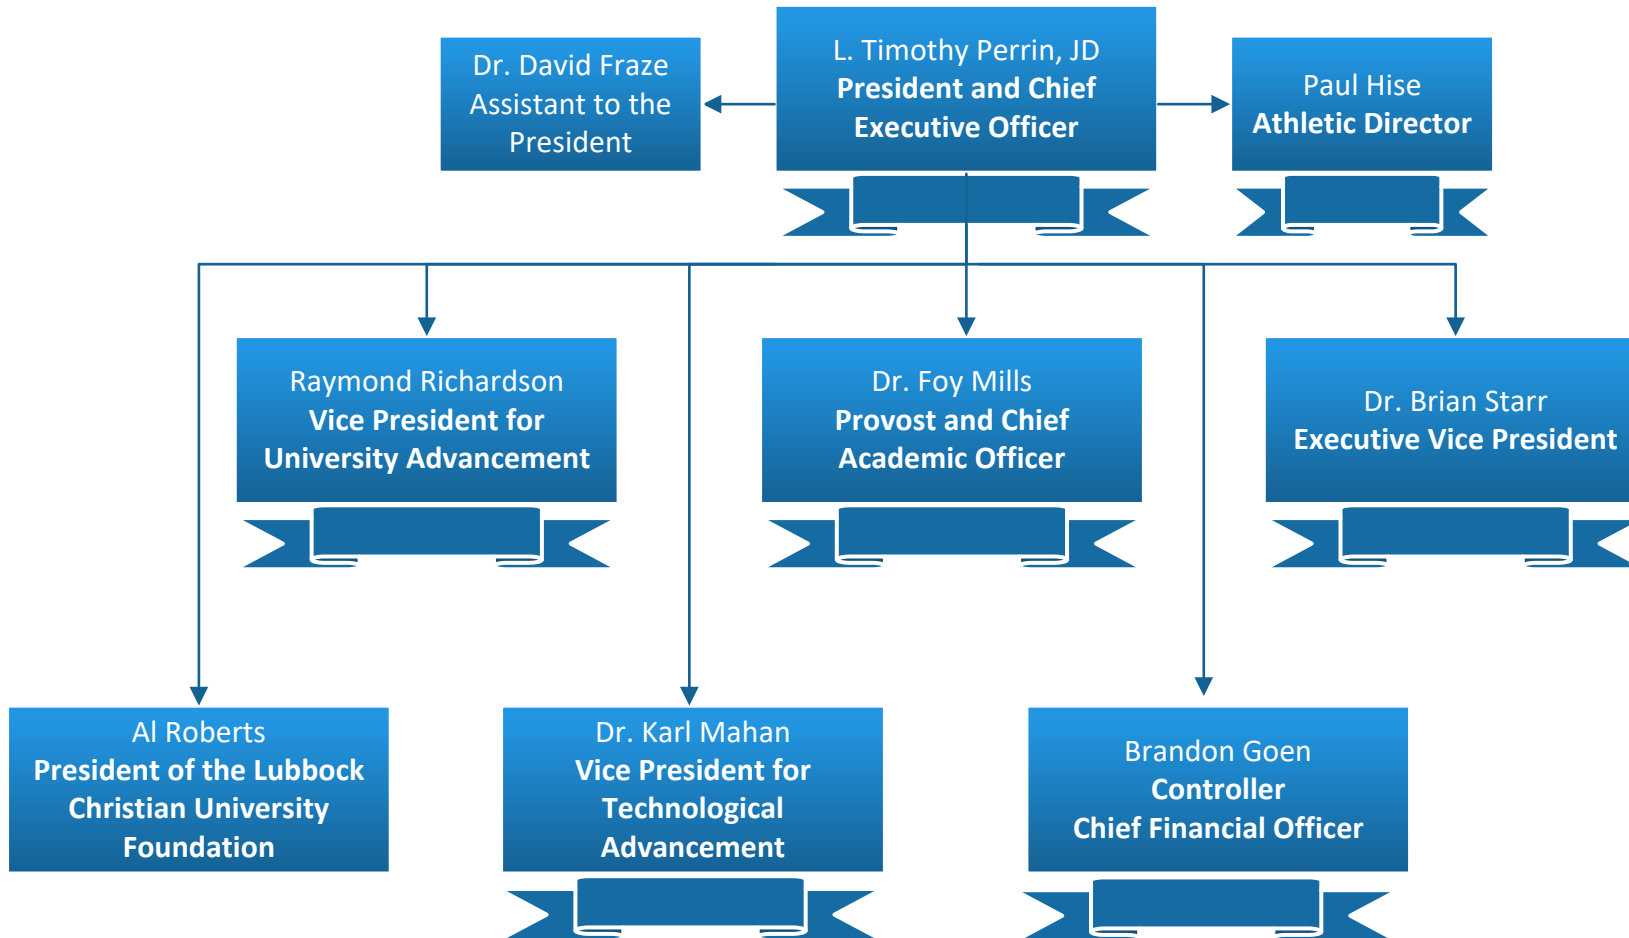 Dr. David Fraze
Assistant to the
President
L. Timothy Perrin, JD
President and Chief
Executive Officer
Paul Hise
Athletic Director
Raymond Richardson
Vice President for
University Advancement
Dr. Foy Mills
Provost and Chief
Academic Officer
Dr. Brian Starr
Executive Vice President
Al Roberts
President of the Lubbock
Christian University
Foundation
Dr. Karl Mahan
Vice President for
Technological
Advancement
Brandon Goen
Controller
Chief Financial Officer